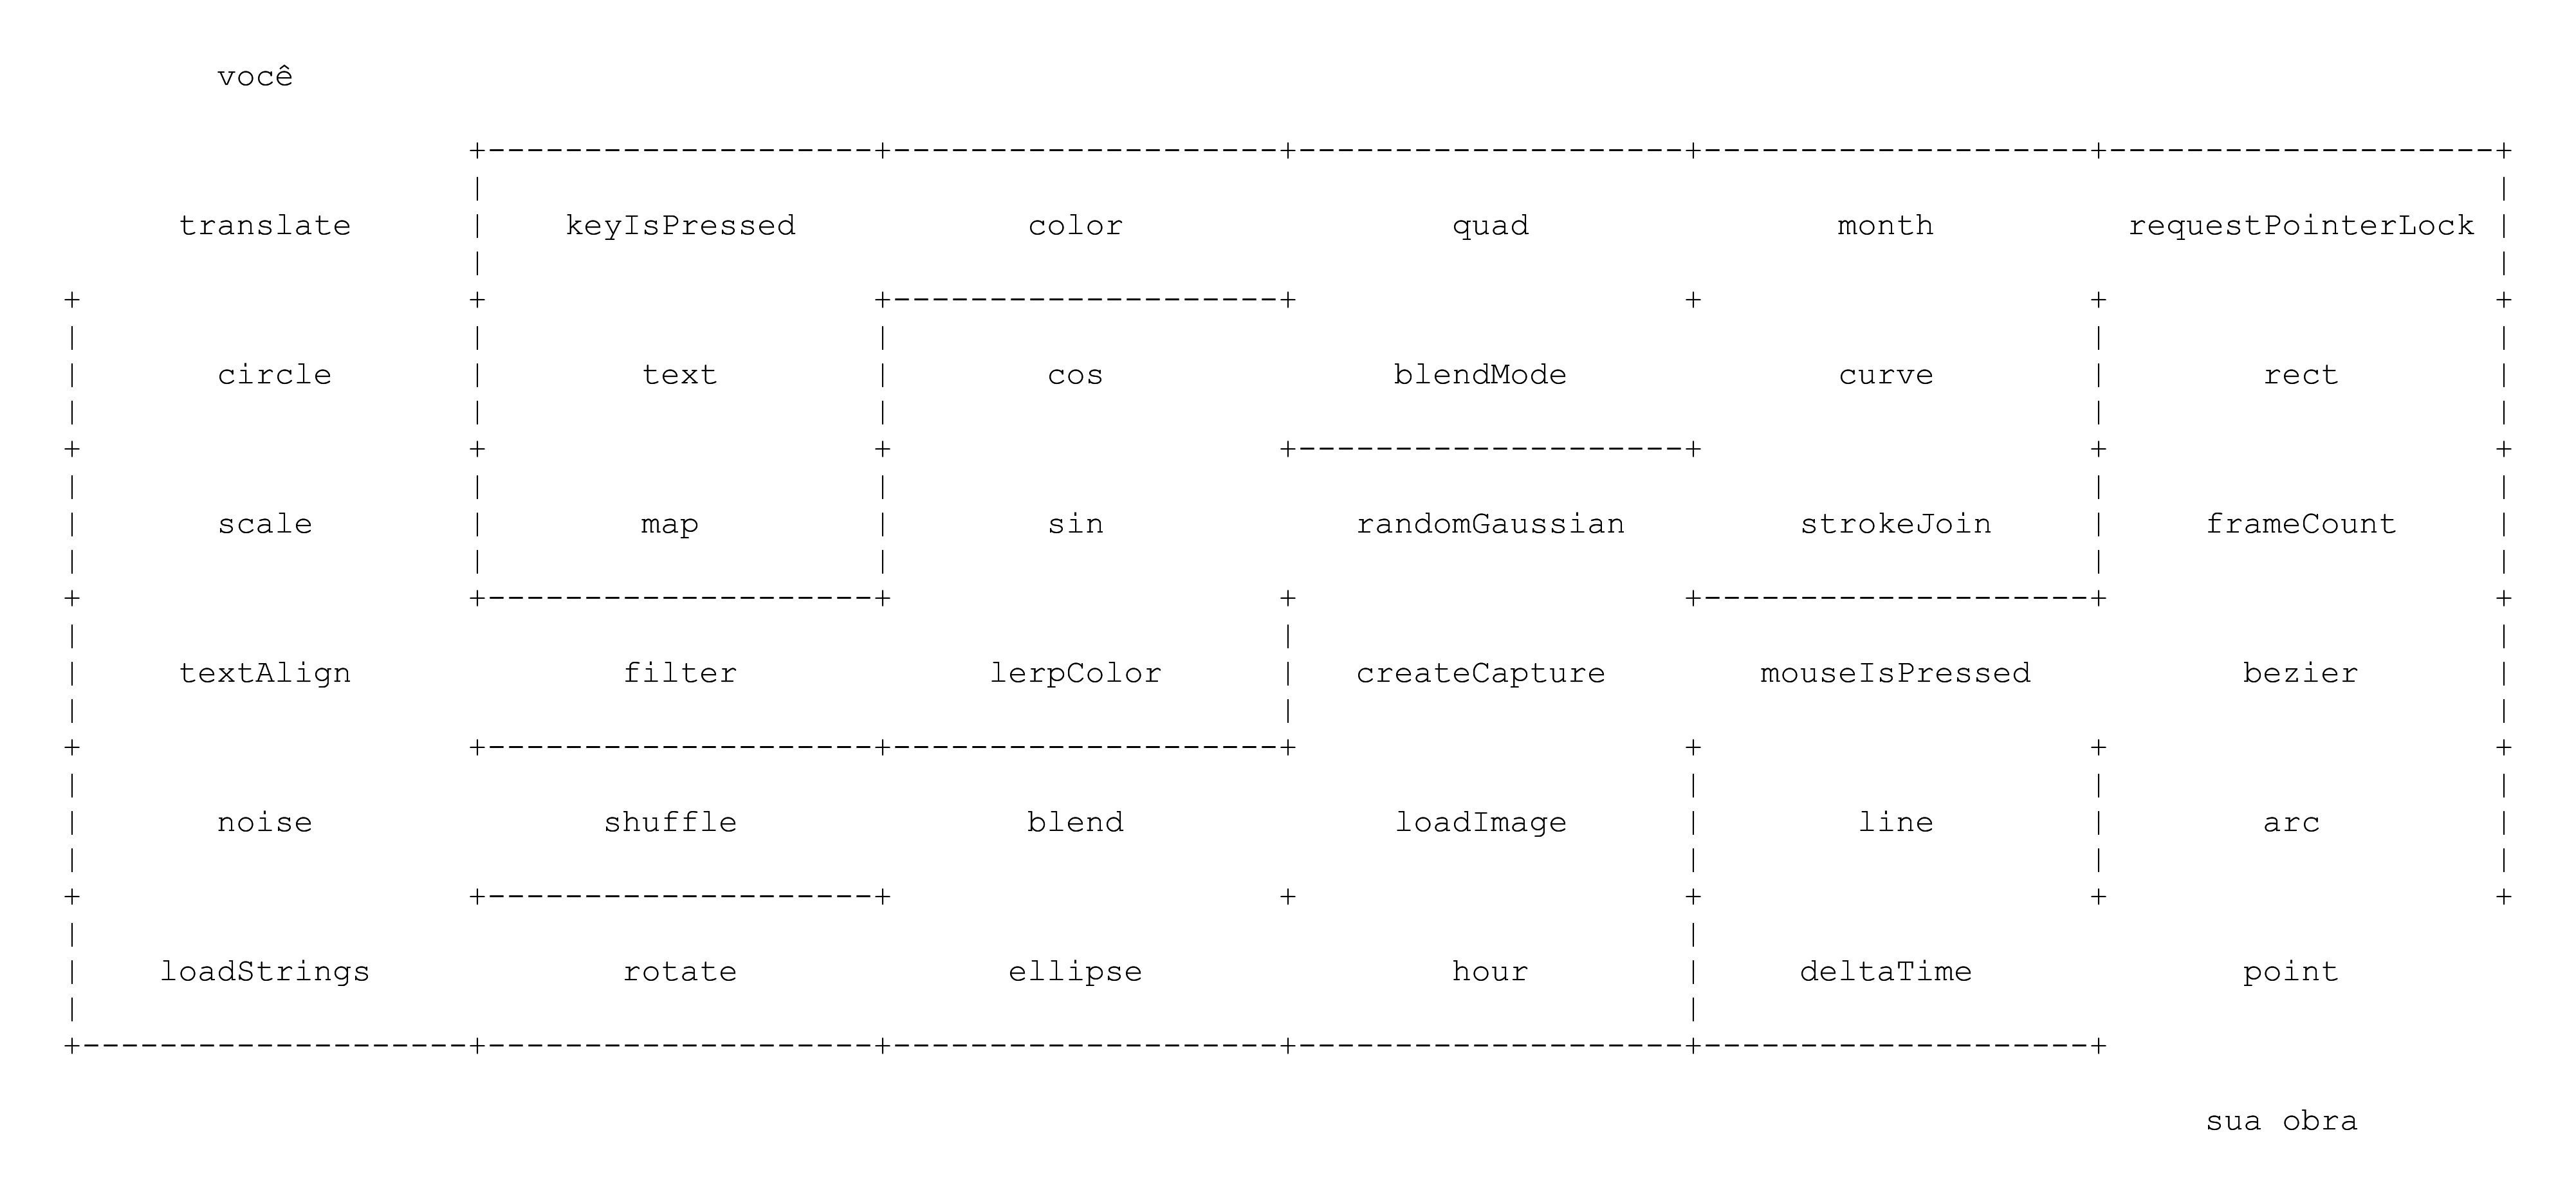 você
translate keyIsPressed color quad month requestPointerLock
circle text cos blendMode curve rect
scale map sin randomGaussian strokeJoin frameCount
textAlign filter lerpColor createCapture mouseIsPressed bezier
noise shuffle blend loadImage line arc
loadStrings rotate ellipse hour deltaTime point
sua obra